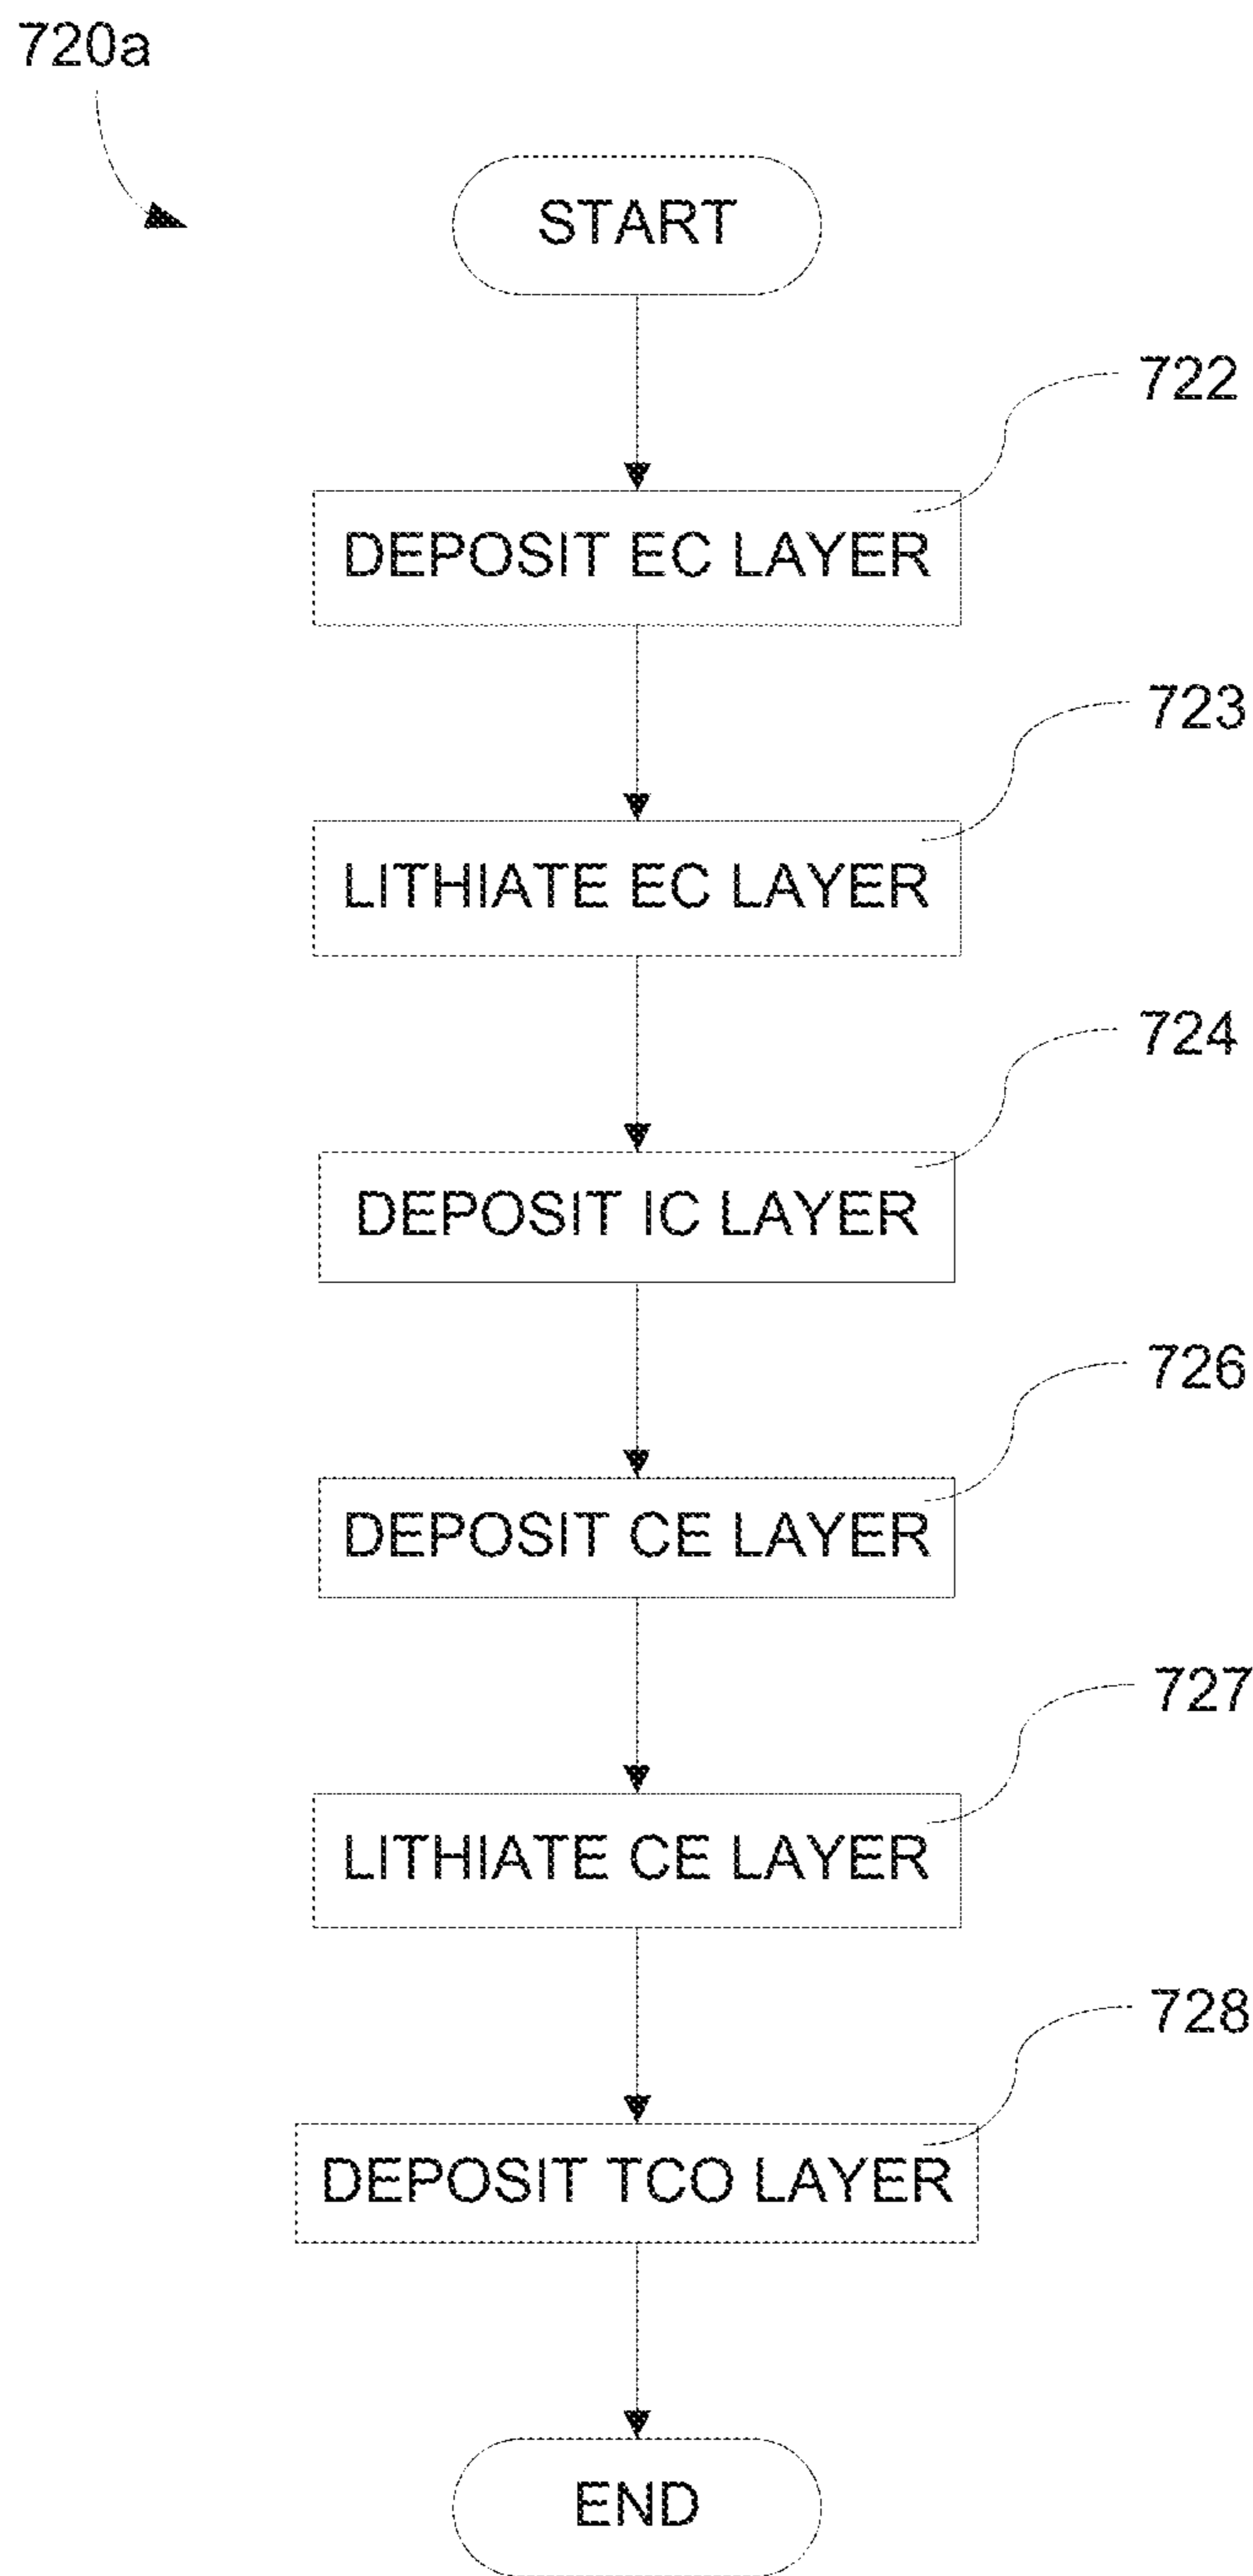 720a
START
722
DEPOSIT EC LAYER
723
LITHIATE EC LAYER
724
DEPOSIT IC LAYER
726
DEPOSIT CE LAYER
727
LITHIATE CE LAYER
728
DEPOSIT TCO LAYER
END